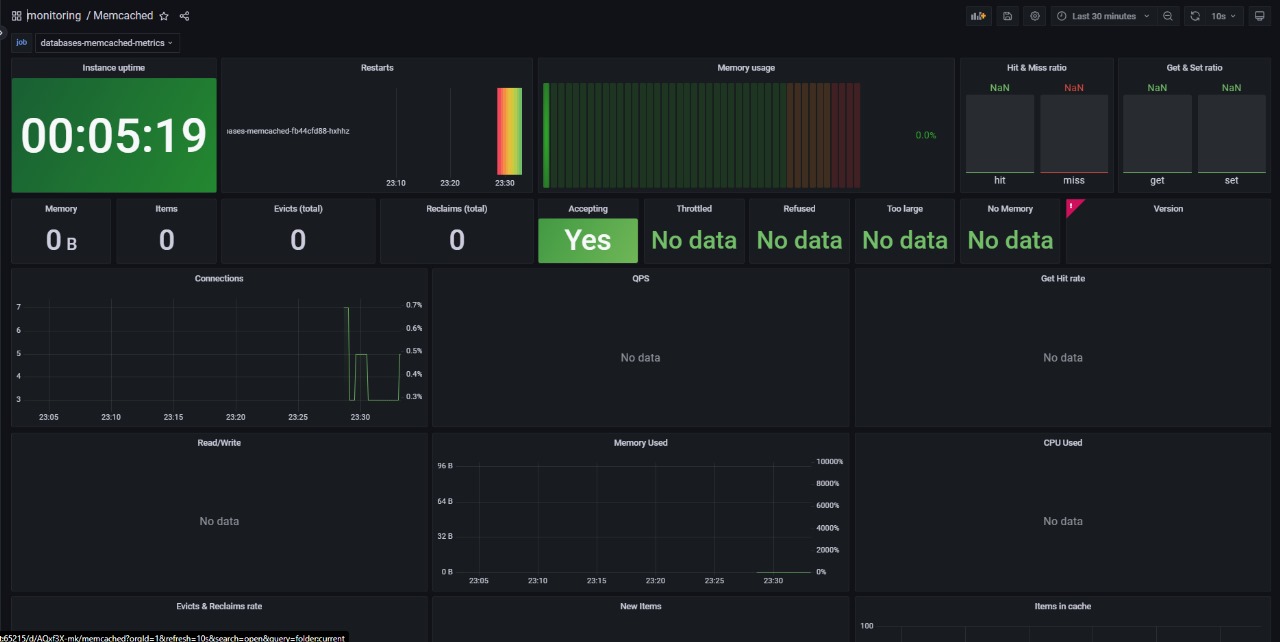 monitoring / Memcached
Last 30 minutes
10s
job
databases-memcached-metrics
Instance uptime
00:05:19
Restarts
ases-memcached-fb44cfd88-hxhhz
23:10 23:20 23:30
Memory usage
0.0%
Hit & Miss ratio
NaN NaN
hit miss
Get & Set ratio
NaN NaN
get set
Memory
0 B
Items
0
Evicts (total)
0
Reclaims (total)
0
Accepting
Yes
Throttled
No data
Refused
No data
Too large
No data
No Memory
No data
!
Version
Connections
7 0.7%
6 0.6%
5 0.5%
4 0.4%
3 0.3%
23:05 23:10 23:15 23:20 23:25 23:30
QPS
No data
Get Hit rate
No data
Read/Write
No data
Memory Used
96 B 10000%
8000%
64 B 6000%
32 B 4000%
2000%
0 B 0%
23:05 23:10 23:15 23:20 23:25 23:30
CPU Used
No data
Evicts & Reclaims rate
New Items
Items in cache
100
t:65215/d/AQxf3X-mk/memcached?orgId=1&refresh=10s&search=open&query=folder:current